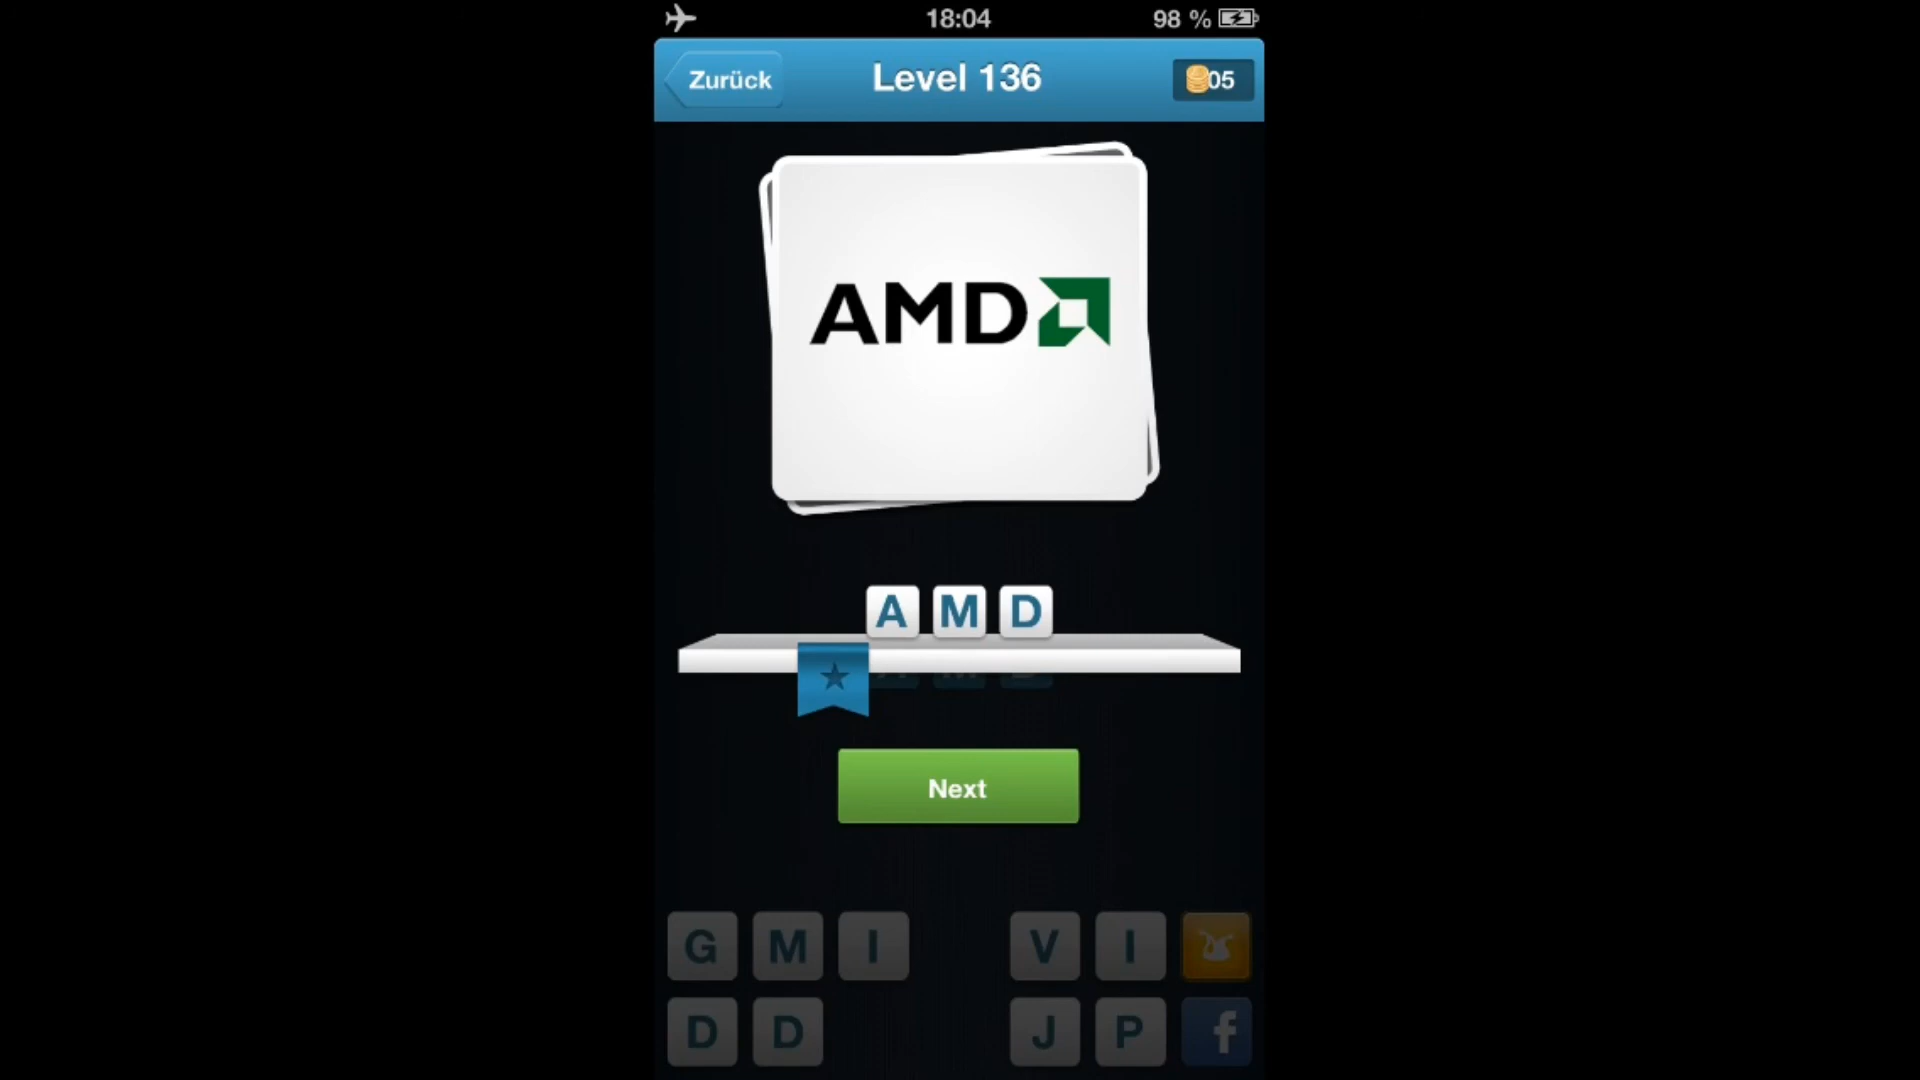 18:04
98 %
Zurück
Level 136
05
AMD
A M D
Next
G M I V I
D D J P f